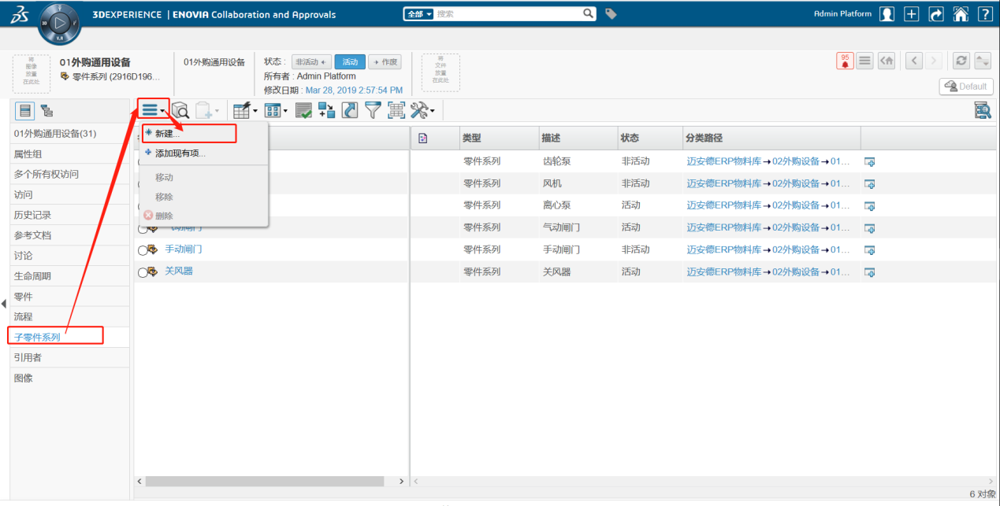 3DEXPERIENCE | ENOVIA Collaboration and Approvals
全部 搜索
Admin Platform
3D
V.R
将
图像
放置
在此处
01外购通用设备
零件系列 (2916D196...
01外购通用设备
状态 : 非活动 活动 作废
所有者 : Admin Platform
修改日期 : Mar 28, 2019 2:57:54 PM
将
文件
放置
在此处
95
Default
01外购通用设备(31)
属性组
多个所有权访问
访问
历史记录
参考文档
讨论
生命周期
零件
流程
子零件系列
引用者
图像
新建...
添加现有项...
移动
移除
删除
类型 描述 状态 分类路径
零件系列 齿轮泵 非活动 迈安德ERP物料库→02外购设备→01...
零件系列 风机 非活动 迈安德ERP物料库→02外购设备→01...
零件系列 离心泵 活动 迈安德ERP物料库→02外购设备→01...
零件系列 气动闸门 活动 迈安德ERP物料库→02外购设备→01...
手动闸门 零件系列 手动闸门 非活动 迈安德ERP物料库→02外购设备→01...
关风器 零件系列 关风器 活动 迈安德ERP物料库→02外购设备→01...
6 对象